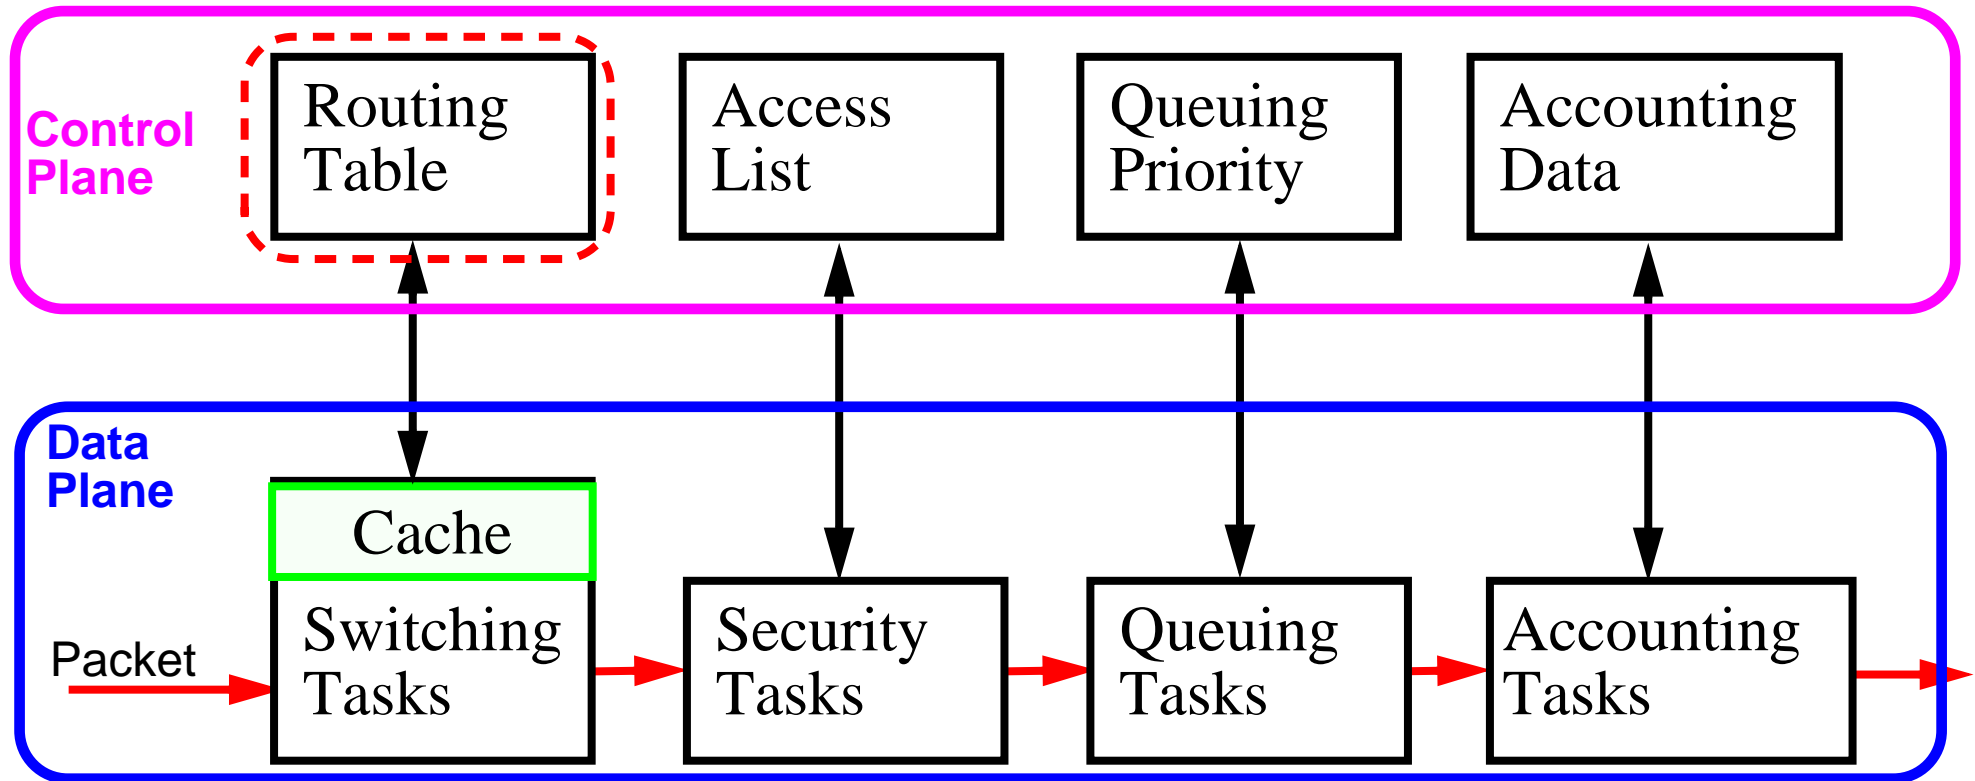 Control
Plane
Routing
Table
Access
List
Queuing
Priority
Accounting
Data
Data
Plane
Cache
Packet
Switching
Tasks
Security
Tasks
Queuing
Tasks
Accounting
Tasks